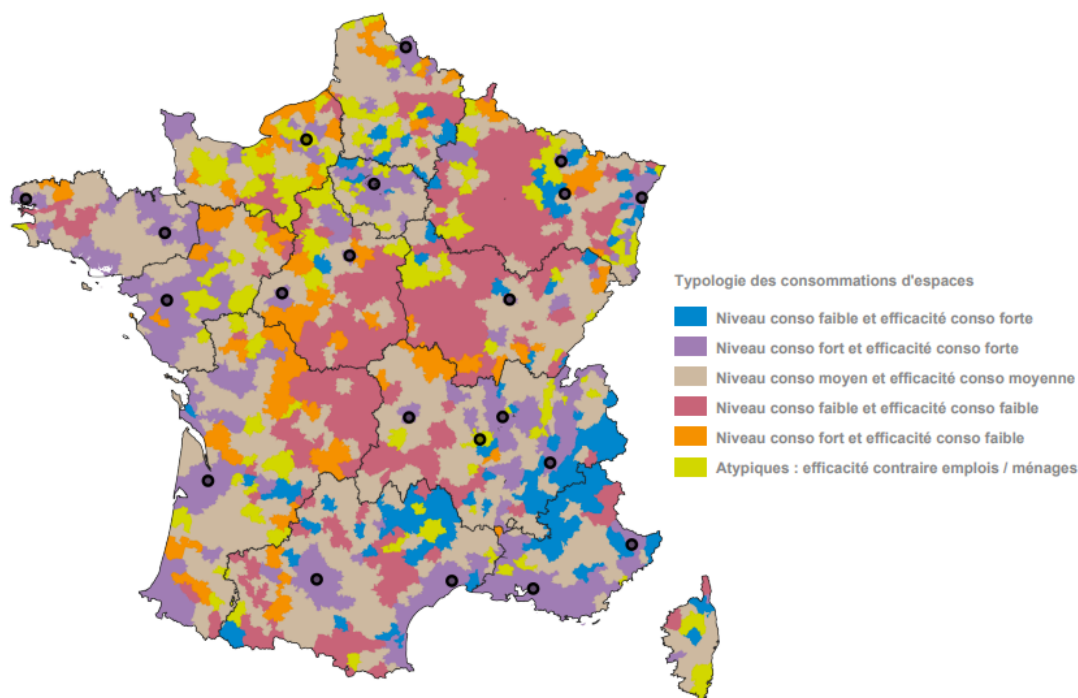 Typologie des consommations d'espaces
Niveau conso faible et efficacité conso forte
Niveau conso fort et efficacité conso forte
Niveau conso moyen et efficacité conso moyenne
Niveau conso faible et efficacité conso faible
Niveau conso fort et efficacité conso faible
Atypiques : efficacité contraire emplois / ménages